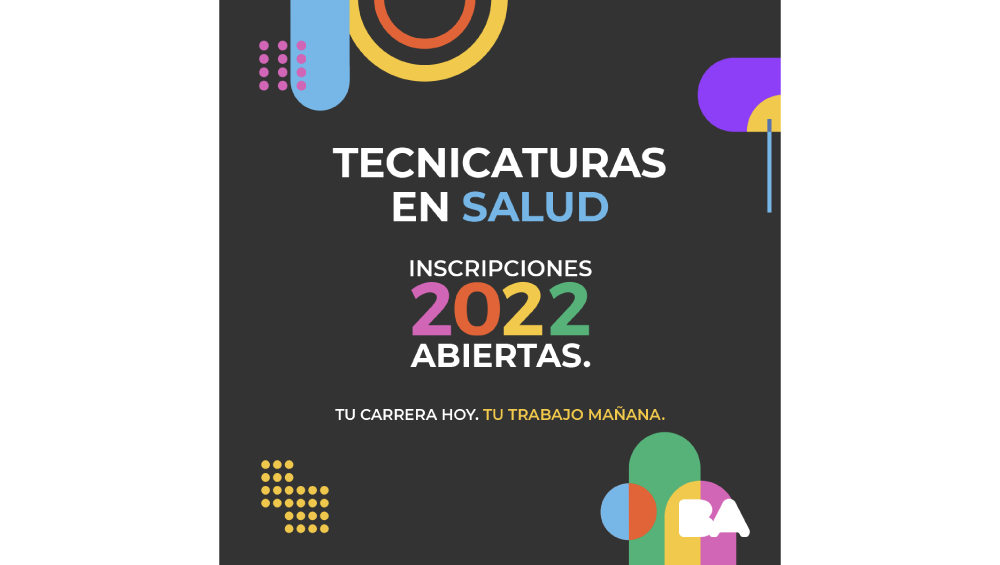 TECNICATURAS
EN SALUD
INSCRIPCIONES
2022
ABIERTAS.
TU CARRERA HOY. TU TRABAJO MAÑANA.
BA